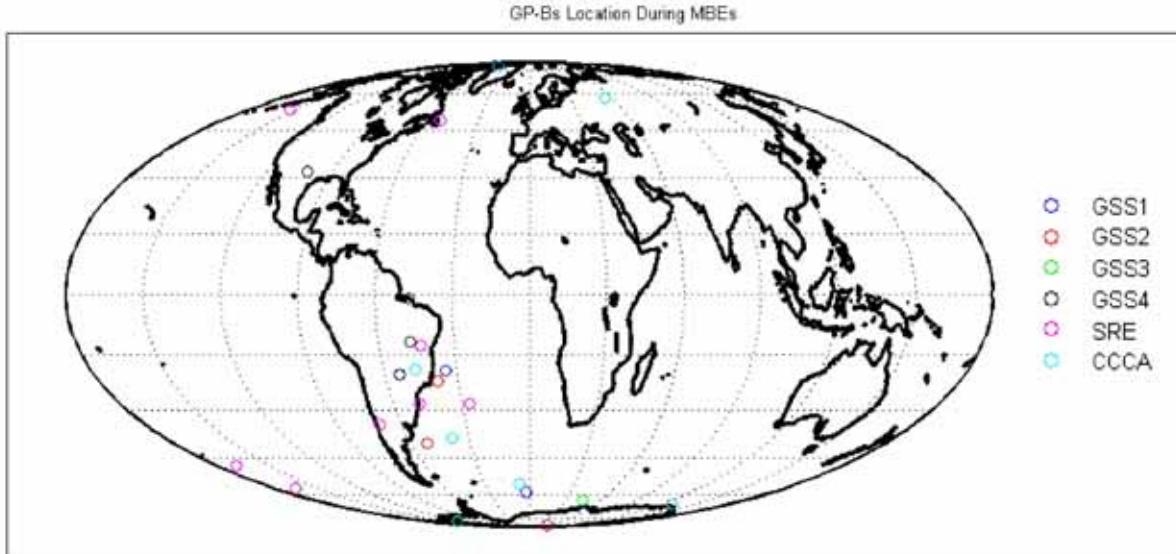 GP-Bs Location During MBEs
GSS1
GSS2
GSS3
GSS4
SRE
CCCA